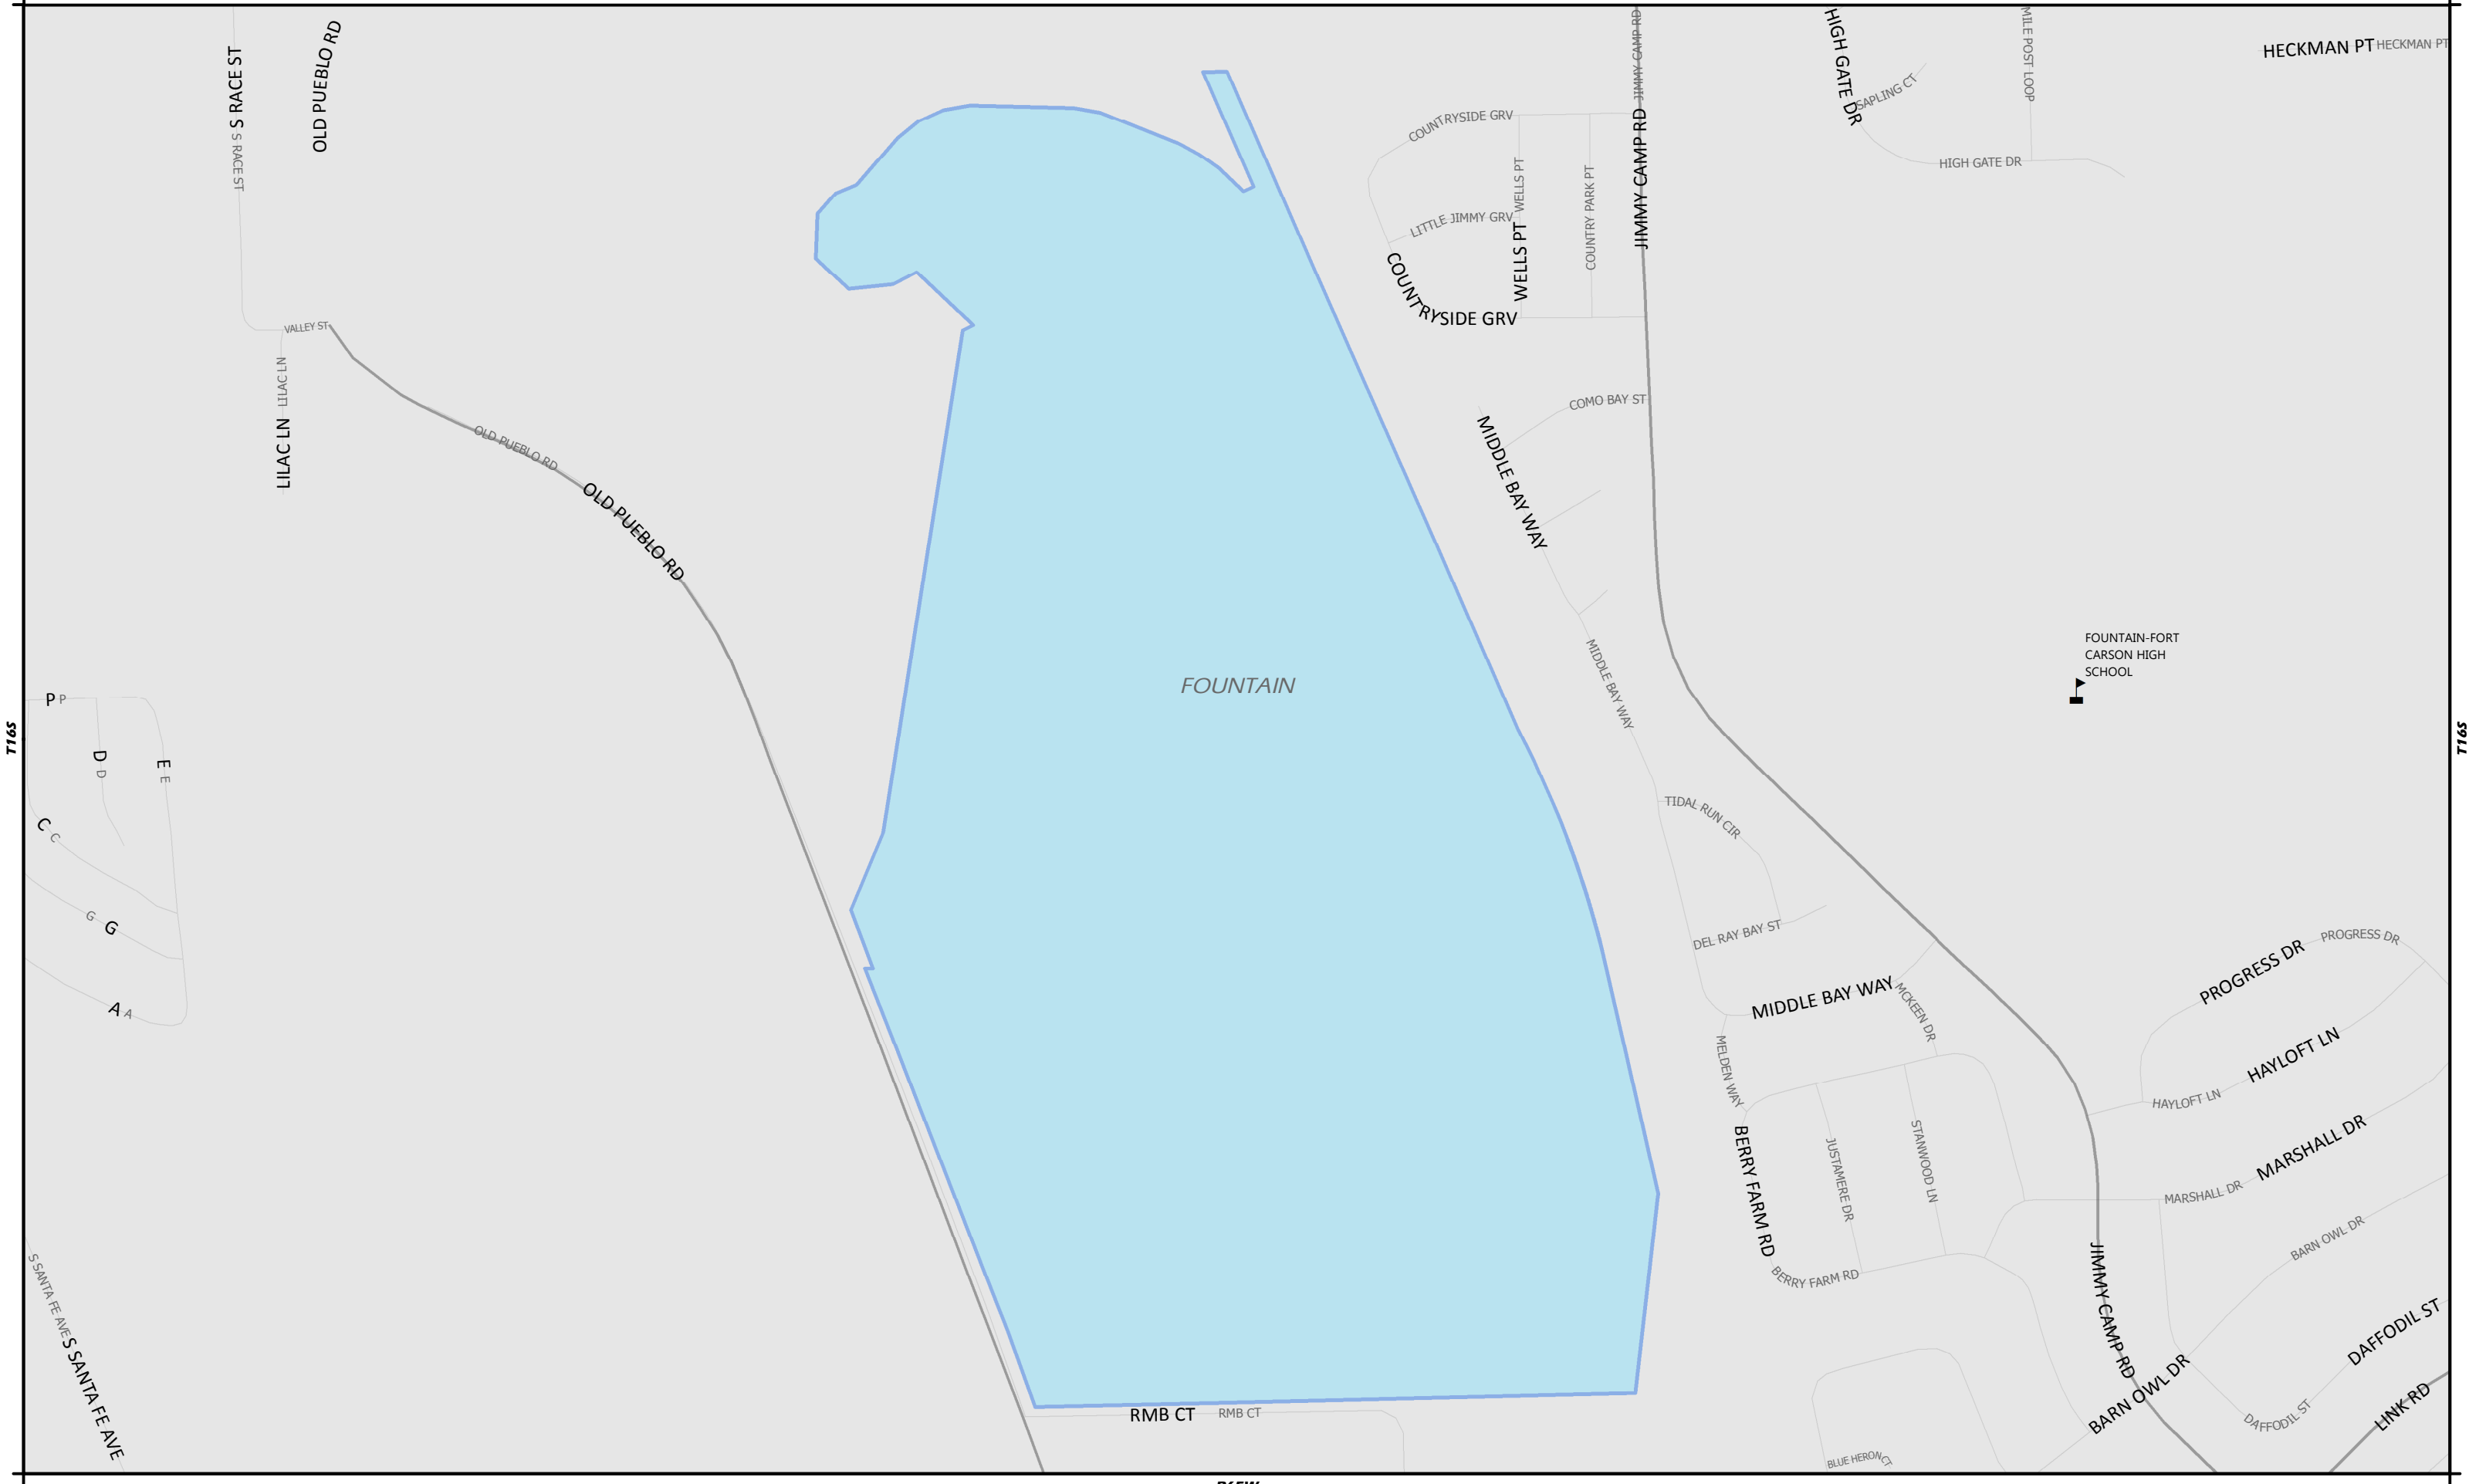 S RACE ST
S RACE ST
OLD PUEBLO RD
JIMMY CAMP RD
JIMMY CAMP RD
HIGH GATE DR
SAPLING CT
MILE POST LOOP
HECKMAN PT
HECKMAN PT
HIGH GATE DR
COUNTRYSIDE GRV
WELLS PT
LITTLE JIMMY GRV
WELLS PT
COUNTRY PARK PT
COUNTRYSIDE GRV
VALLEY ST
LILAC LN
LILAC LN
OLD PUEBLO RD
OLD PUEBLO RD
COMO BAY ST
MIDDLE BAY WAY
MIDDLE BAY WAY
FOUNTAIN
FOUNTAIN-FORT
CARSON HIGH
SCHOOL
T16S
T16S
P
P
D
D
E
E
C
C
G
G
A
A
TIDAL RUN CIR
DEL RAY BAY ST
MIDDLE BAY WAY
MCKEEN DR
MELDEN WAY
PROGRESS DR
PROGRESS DR
HAYLOFT LN
HAYLOFT LN
MARSHALL DR
MARSHALL DR
BERRY FARM RD
BERRY FARM RD
JUSTAMERE DR
STANWOOD LN
BARN OWL DR
BARN OWL DR
JIMMY CAMP RD
DAFFODIL ST
DAFFODIL ST
LINK RD
S SANTA FE AVE
S SANTA FE AVE
RMB CT
RMB CT
BLUE HERON CT